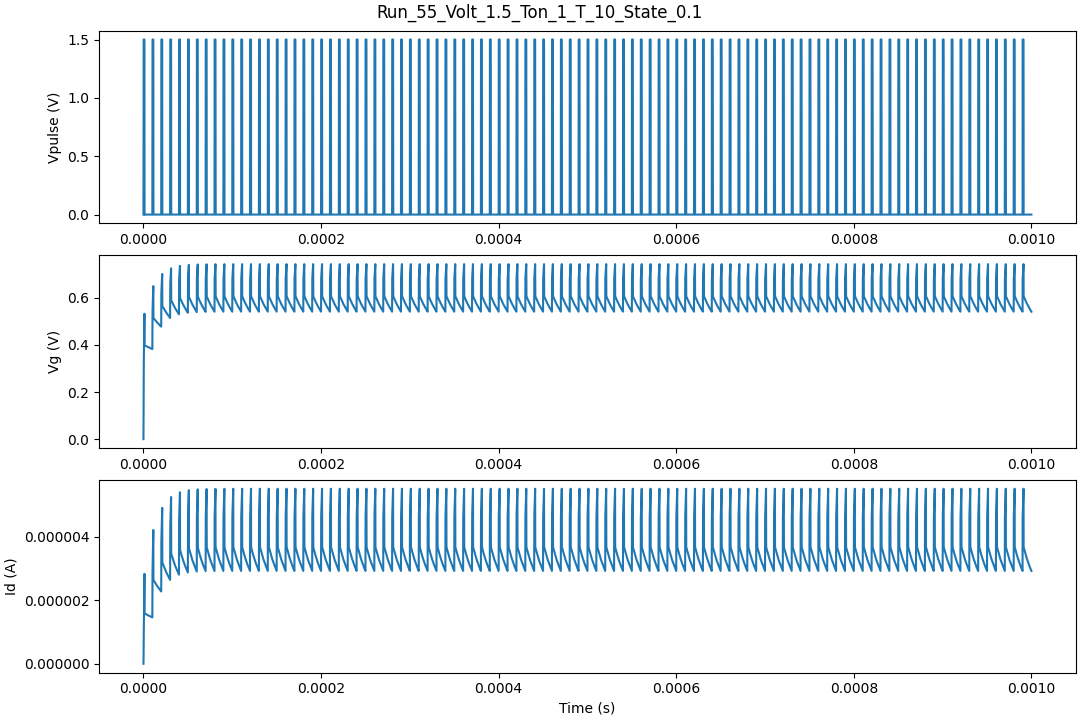 Run_55_Volt_1.5_Ton_1_T_10_State_0.1
Vpulse (V)
1.5
1.0
0.5
0.0
0.0000 0.0002 0.0004 0.0006 0.0008 0.0010
Vg (V)
0.6
0.4
0.2
0.0
0.0000 0.0002 0.0004 0.0006 0.0008 0.0010
Id (A)
0.000004
0.000002
0.000000
0.0000 0.0002 0.0004 0.0006 0.0008 0.0010
Time (s)